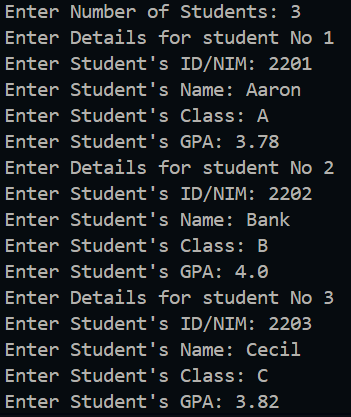 Enter Number of Students: 3
Enter Details for student No 1
Enter Student's ID/NIM: 2201
Enter Student's Name: Aaron
Enter Student's Class: A
Enter Student's GPA: 3.78
Enter Details for student No 2
Enter Student's ID/NIM: 2202
Enter Student's Name: Bank
Enter Student's Class: B
Enter Student's GPA: 4.0
Enter Details for student No 3
Enter Student's ID/NIM: 2203
Enter Student's Name: Cecil
Enter Student's Class: C
Enter Student's GPA: 3.82